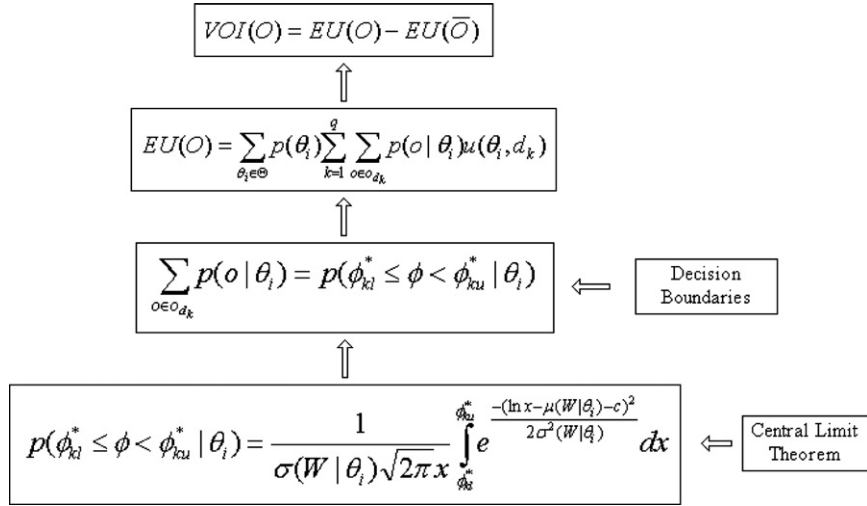 VOI(O) = EU(O) − EU(O̅)
EU(O) = ∑_{θ_i∈Θ} p(θ_i) ∑_{k=1}^{q} ∑_{o∈o_{d_k}} p(o | θ_i)u(θ_i, d_k)
∑_{o∈o_{d_k}} p(o | θ_i) = p(ϕ*_{kl} ≤ ϕ < ϕ*_{ku} | θ_i)
Decision
Boundaries
p(ϕ*_{kl} ≤ ϕ < ϕ*_{ku} | θ_i) = 1/(σ(W | θ_i)√(2π) x) ∫_{ϕ*_{kl}}^{ϕ*_{ku}} e^{−(ln x−μ(W|θ_i)−c)²/(2σ²(W|θ_i))} dx
Central Limit
Theorem